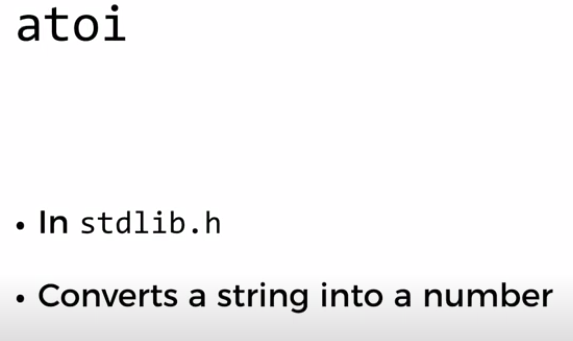 atoi
• In stdlib.h
• Converts a string into a number